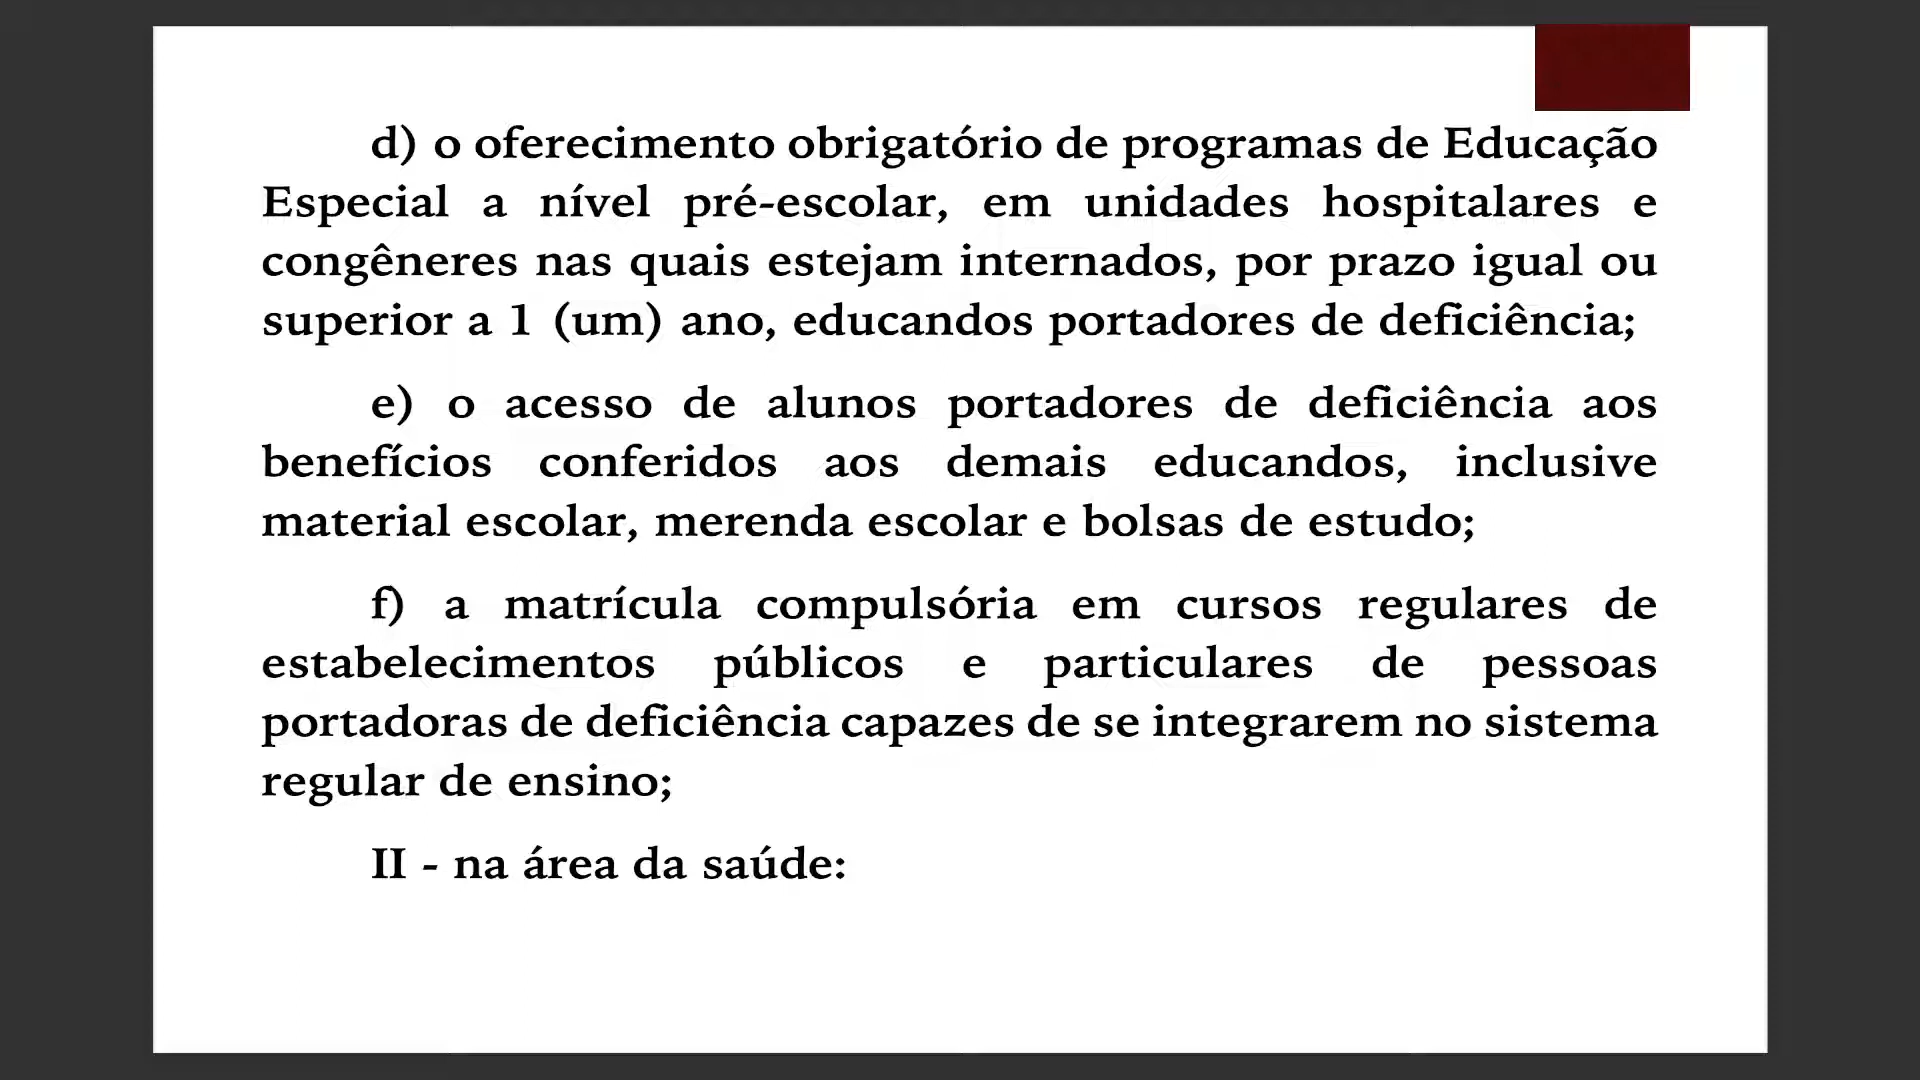 d) o oferecimento obrigatório de programas de Educação
Especial a nível pré-escolar, em unidades hospitalares e
congêneres nas quais estejam internados, por prazo igual ou
superior a 1 (um) ano, educandos portadores de deficiência;
e) o acesso de alunos portadores de deficiência aos
benefícios conferidos aos demais educandos, inclusive
material escolar, merenda escolar e bolsas de estudo;
f) a matrícula compulsória em cursos regulares de
estabelecimentos públicos e particulares de pessoas
portadoras de deficiência capazes de se integrarem no sistema
regular de ensino;
II - na área da saúde: